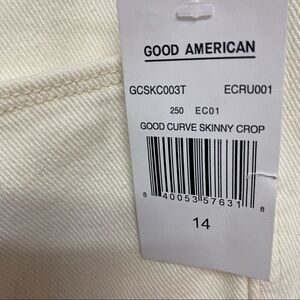 GOOD AMERICAN
GCSKC003T ECRU001
250 EC01
GOOD CURVE SKINNY CROP
8 40053 57631 8
14